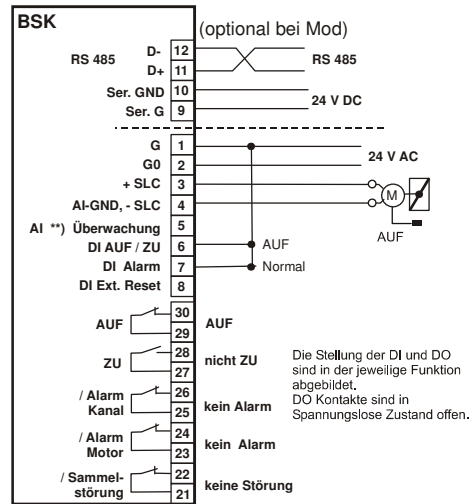 BSK
(optional bei Mod)
RS 485
D- 12
D+ 11
RS 485
Ser. GND 10
Ser. G 9
24 V DC
G 1
G0 2
24 V AC
+ SLC 3
AI-GND, - SLC 4
M
AI **) Überwachung 5
DI AUF / ZU 6
AUF
AUF
DI Alarm 7
Normal
DI Ext. Reset 8
AUF
30
29
AUF
ZU
28
27
nicht ZU
/ Alarm
Kanal
26
25
kein Alarm
/ Alarm
Motor
24
23
kein Alarm
/ Sammel-
störung
22
21
keine Störung
Die Stellung der DI und DO
sind in der jeweilige Funktion
abgebildet.
DO Kontakte sind in
Spannungslose Zustand offen.